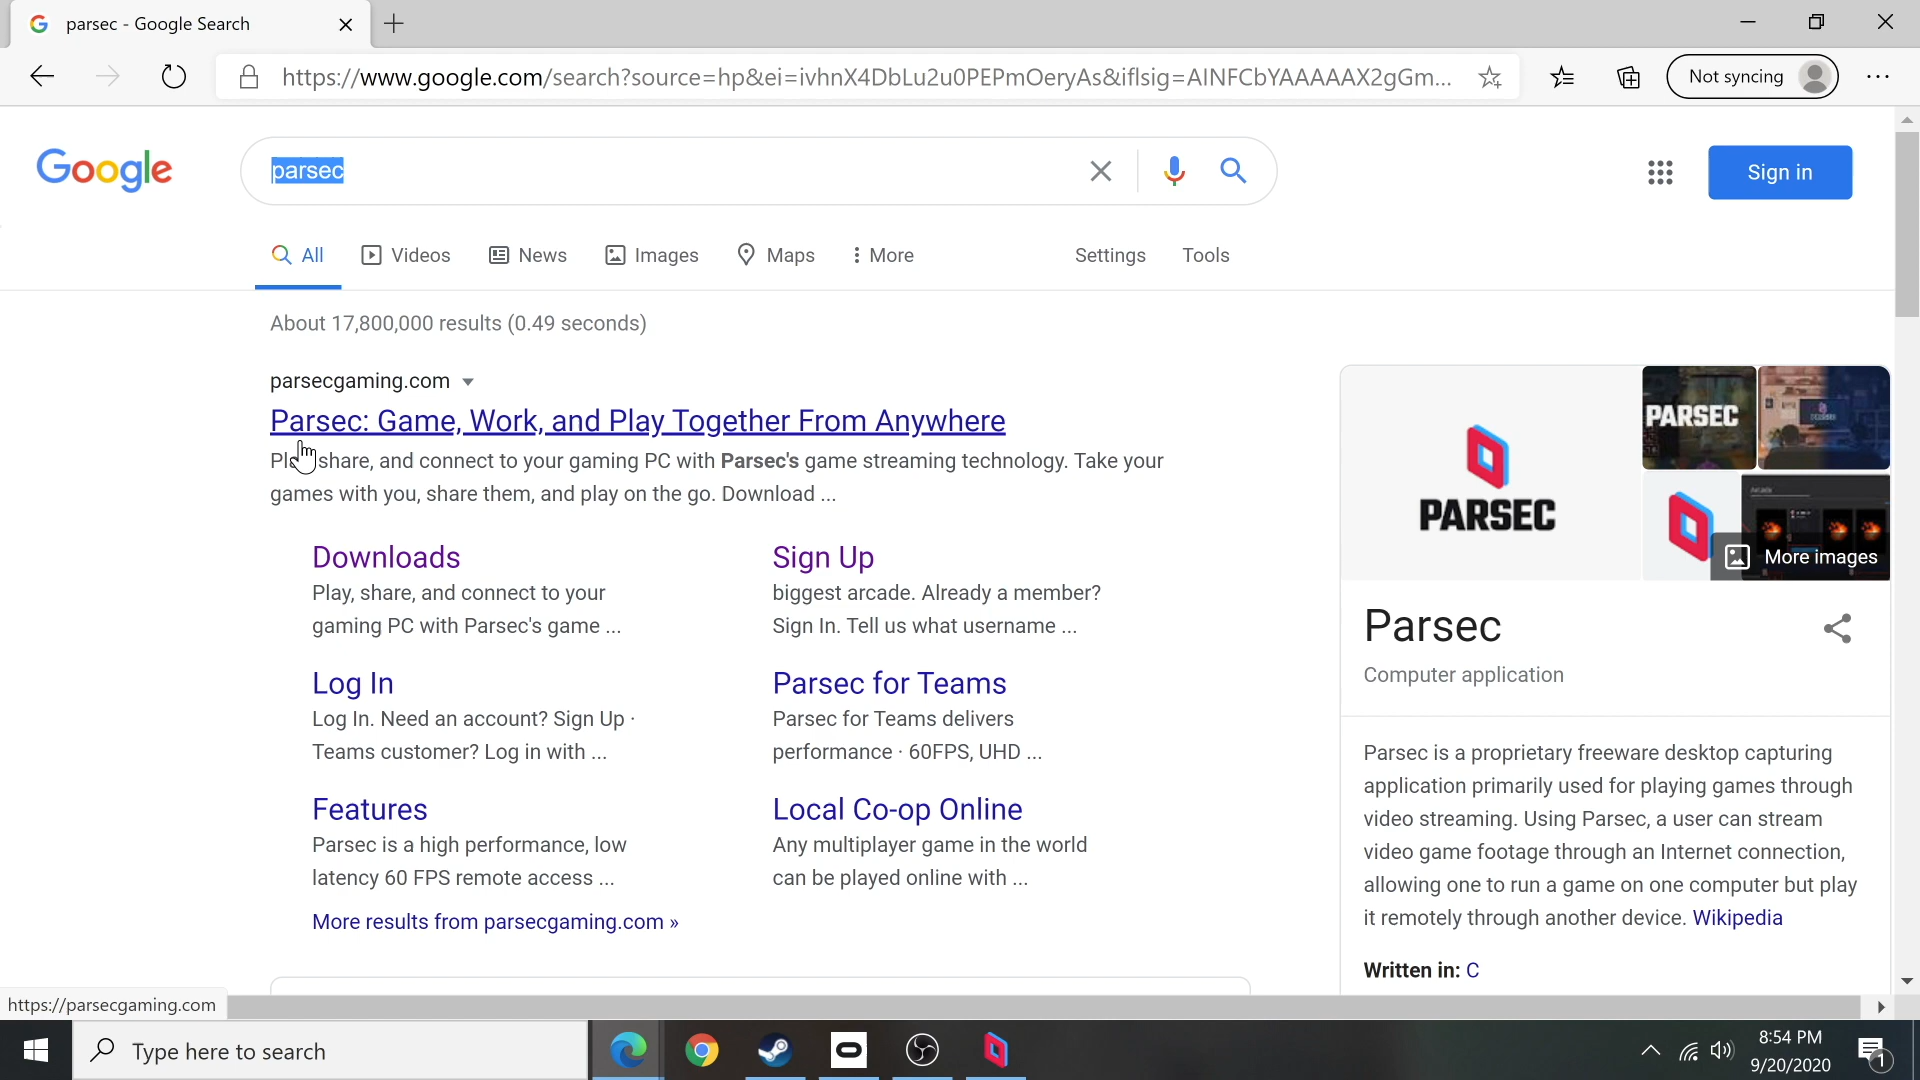 parsec - Google Search
https://www.google.com/search?source=hp&ei=ivhnX4DbLu2u0PEPmOeryAs&iflsig=AINFCbYAAAAAX2gGm...
Not syncing
Google
parsec
Sign in
All
Videos
News
Images
Maps
More
Settings
Tools
About 17,800,000 results (0.49 seconds)
parsecgaming.com
Parsec: Game, Work, and Play Together From Anywhere
share, and connect to your gaming PC with Parsec's game streaming technology. Take your
games with you, share them, and play on the go. Download ...
Downloads
Play, share, and connect to your
gaming PC with Parsec's game ...
Sign Up
biggest arcade. Already a member?
Sign In. Tell us what username ...
Log In
Log In. Need an account? Sign Up ·
Teams customer? Log in with ...
Parsec for Teams
Parsec for Teams delivers
performance · 60FPS, UHD ...
Features
Parsec is a high performance, low
latency 60 FPS remote access ...
Local Co-op Online
Any multiplayer game in the world
can be played online with ...
More results from parsecgaming.com »
PARSEC
PARSEC
More images
Parsec
Computer application
Parsec is a proprietary freeware desktop capturing
application primarily used for playing games through
video streaming. Using Parsec, a user can stream
video game footage through an Internet connection,
allowing one to run a game on one computer but play
it remotely through another device. Wikipedia
Written in: C
https://parsecgaming.com
Type here to search
8:54 PM
9/20/2020
1